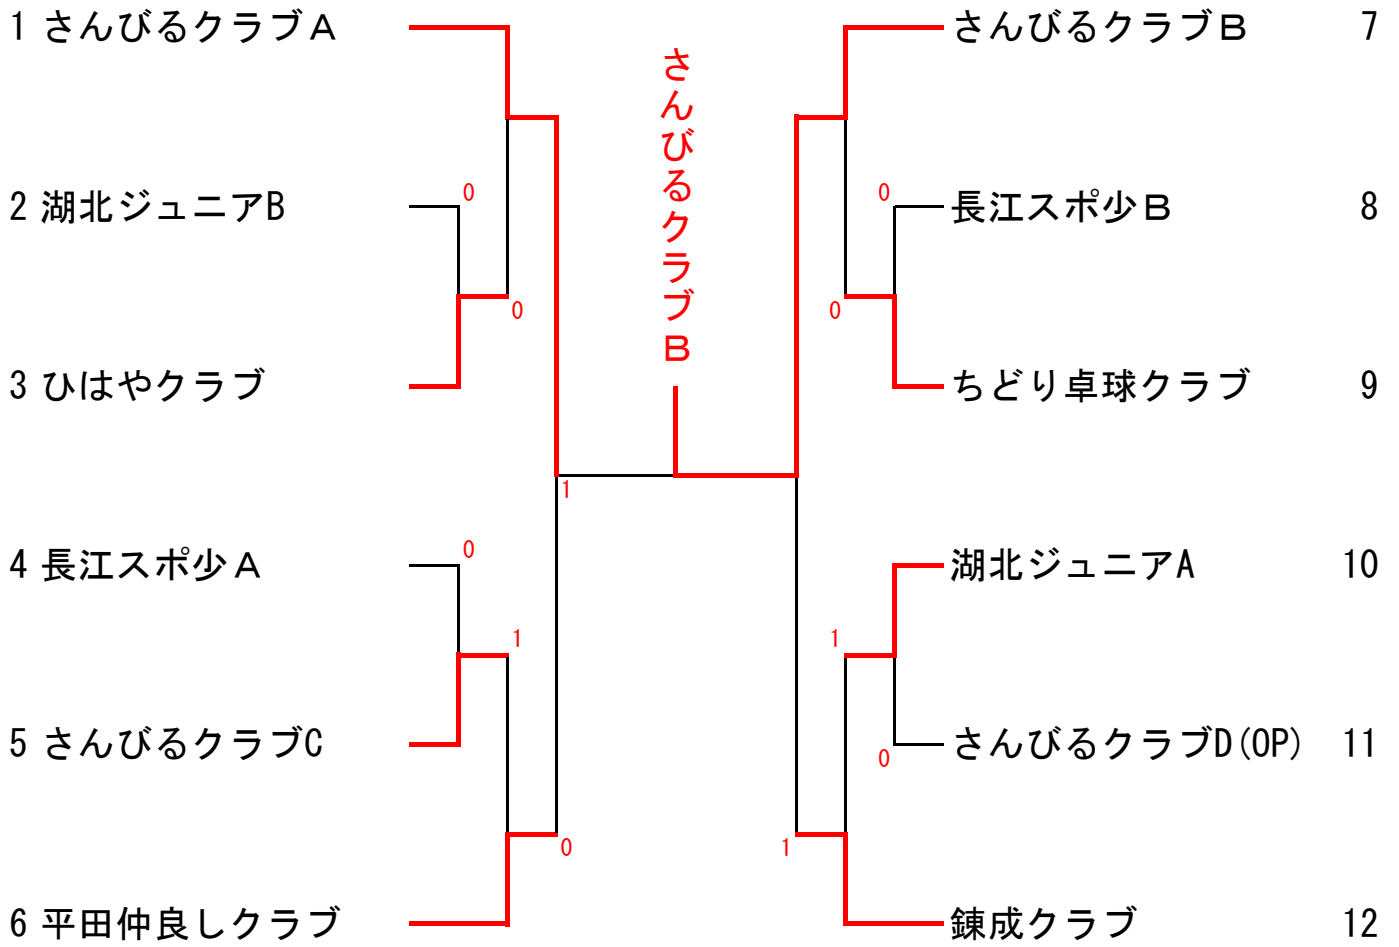 1 さんびるクラブA
2 湖北ジュニアB
3 ひはやクラブ
4 長江スポ少A
5 さんびるクラブC
6 平田仲良しクラブ
0
0
1
0
1
0
さんびるクラブB
さんびるクラブB 7
長江スポ少B 8
ちどり卓球クラブ 9
湖北ジュニアA 10
さんびるクラブD(OP) 11
錬成クラブ 12
0
0
1
0
1